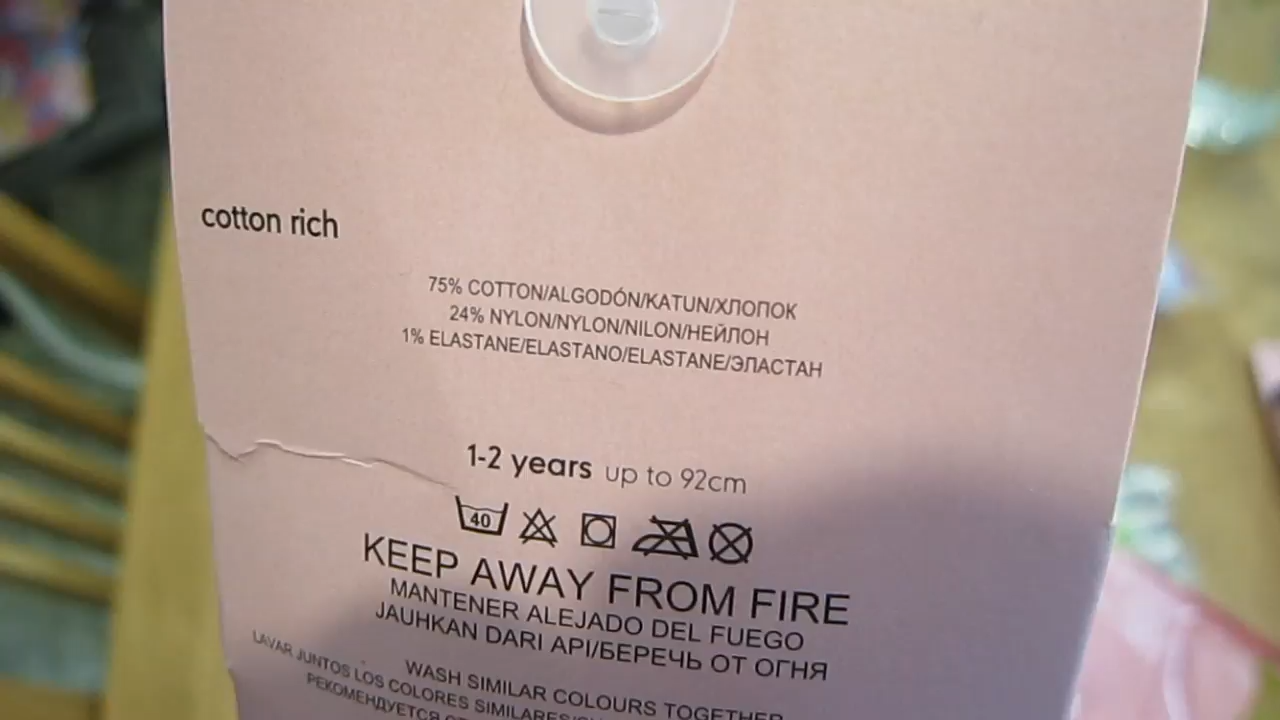 cotton rich
75% COTTON/ALGODÓN/KATUN/ХЛОПОК
24% NYLON/NYLON/NILON/НЕЙЛОН
1% ELASTANE/ELASTANO/ELASTANE/ЭЛАСТАН
1-2 years up to 92cm
40
KEEP AWAY FROM FIRE
MANTENER ALEJADO DEL FUEGO
JAUHKAN DARI API/БЕРЕЧЬ ОТ ОГНЯ
WASH SIMILAR COLOURS TOGETHER
LAVAR JUNTOS LOS COLORES SIMILARES/
РЕКОМЕНДУЕТСЯ